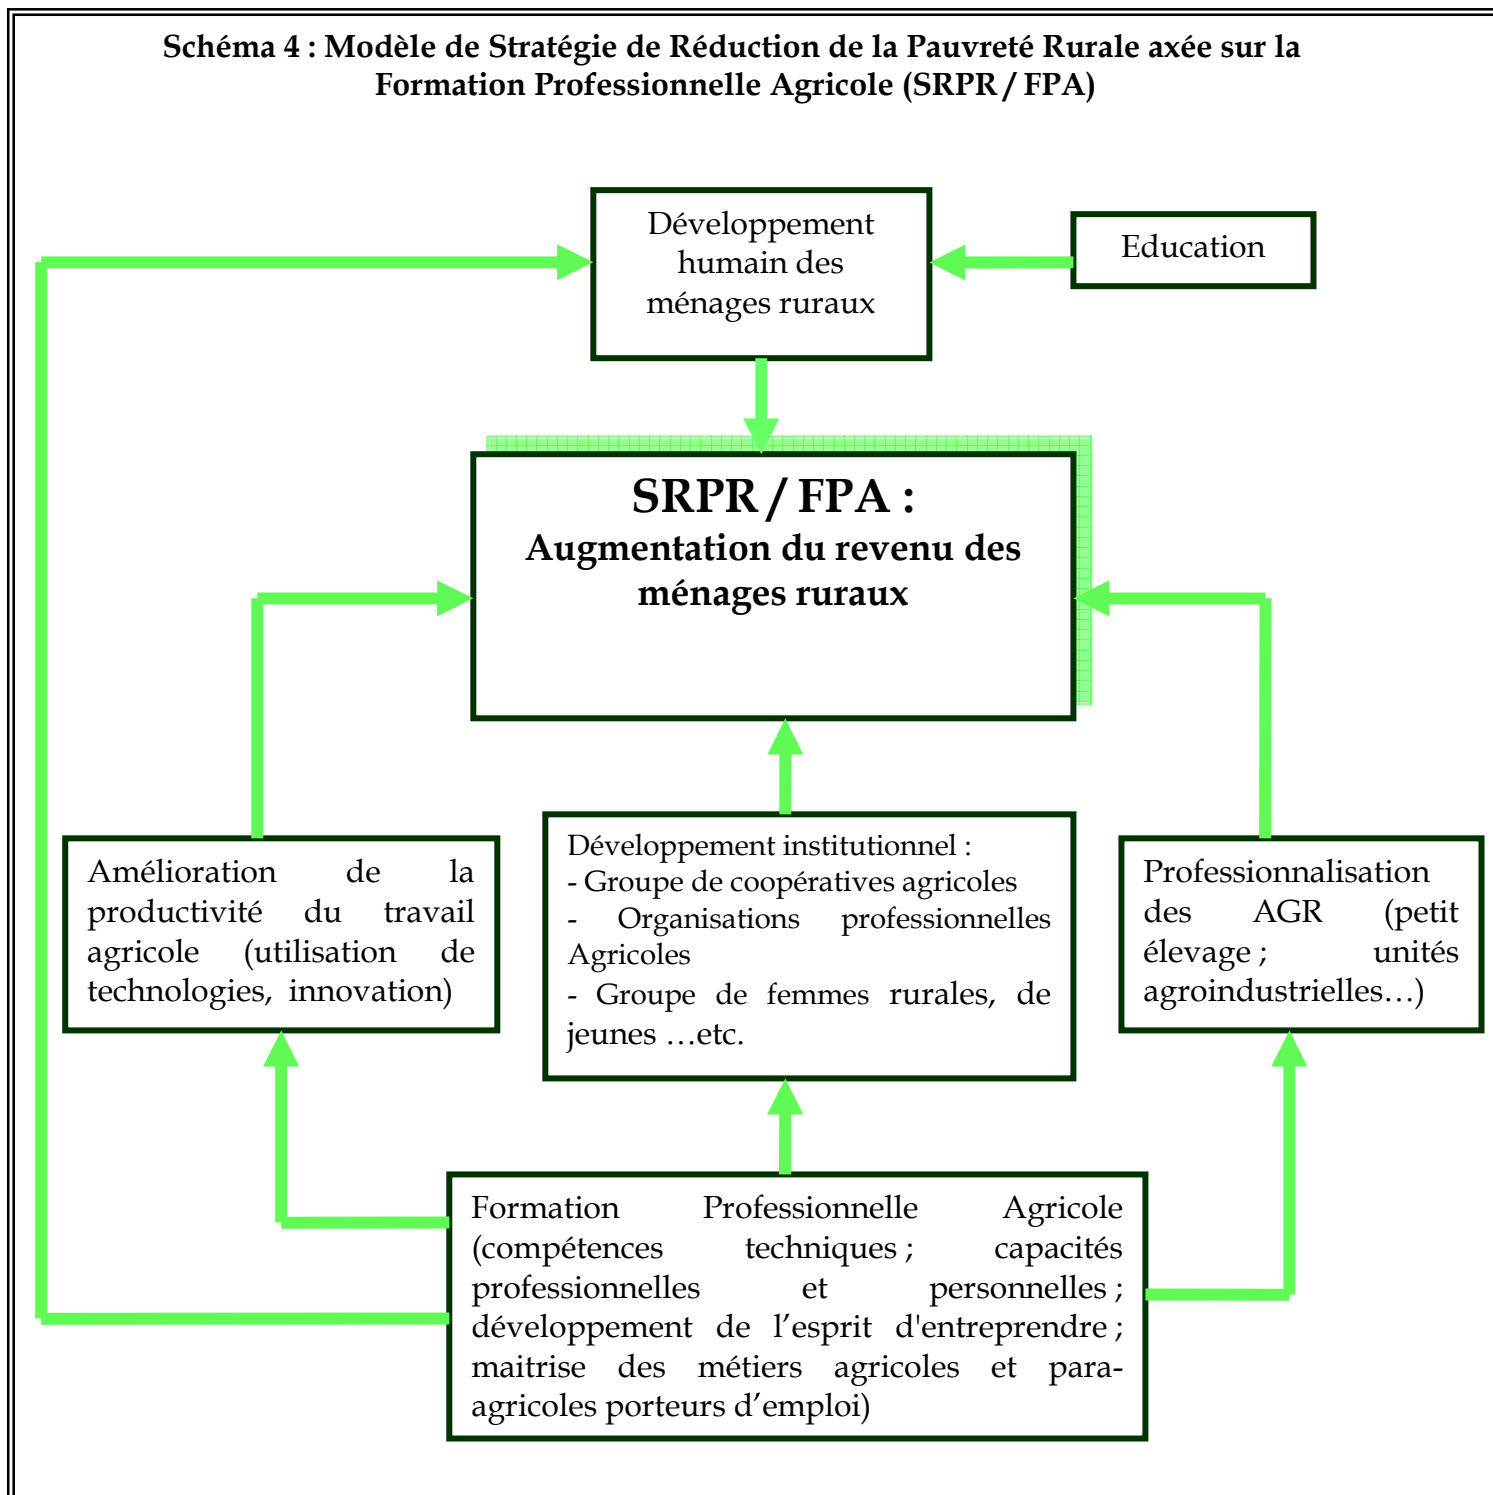 Schéma 4 : Modèle de Stratégie de Réduction de la Pauvreté Rurale axée sur la
Formation Professionnelle Agricole (SRPR / FPA)
Développement
humain des
ménages ruraux
Education
SRPR / FPA :
Augmentation du revenu des
ménages ruraux
Amélioration de la
productivité du travail
agricole (utilisation de
technologies, innovation)
Développement institutionnel :
- Groupe de coopératives agricoles
- Organisations professionnelles
Agricoles
- Groupe de femmes rurales, de
jeunes …etc.
Professionnalisation
des AGR (petit
élevage ; unités
agroindustrielles…)
Formation Professionnelle Agricole
(compétences techniques ; capacités
professionnelles et personnelles ;
développement de l’esprit d'entreprendre ;
maitrise des métiers agricoles et para-
agricoles porteurs d’emploi)